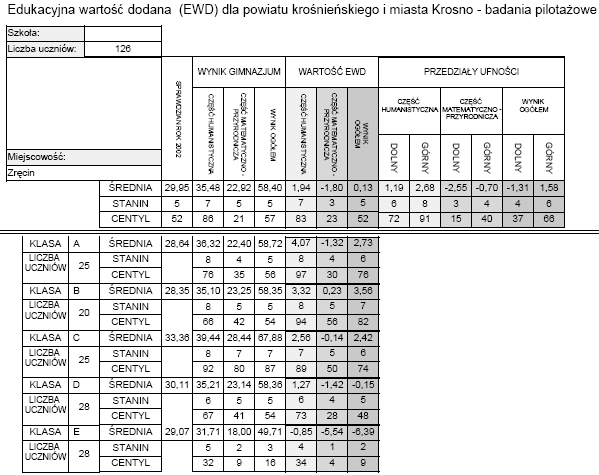 Edukacyjna wartość dodana (EWD) dla powiatu krośnieńskiego i miasta Krosno - badania pilotażowe
Szkoła:
Liczba uczniów: 126
SPRAWDZIAN ROK 2002
WYNIK GIMNAZJUM WARTOŚĆ EWD PRZEDZIAŁY UFNOŚCI
CZĘŚĆ HUMANISTYCZNA CZĘŚĆ MATEMATYCZNO - PRZYRODNICZA WYNIK OGÓŁEM CZĘŚĆ HUMANISTYCZNA CZĘŚĆ MATEMATYCZNO - PRZYRODNICZA WYNIK OGÓŁEM
CZĘŚĆ HUMANISTYCZNA CZĘŚĆ MATEMATYCZNO - PRZYRODNICZA WYNIK OGÓŁEM
DOLNY GÓRNY DOLNY GÓRNY DOLNY GÓRNY
Miejscowość:
Zręcin
ŚREDNIA 29,95 35,48 22,92 58,40 1,94 -1,80 0,13 1,19 2,68 -2,55 -0,70 -1,31 1,58
STANIN 5 7 5 7 7 3 5 6 8 3 4 4 6
CENTYL 52 86 21 57 83 23 52 72 91 15 40 37 66
KLASA A ŚREDNIA 28,64 36,32 22,40 58,72 4,07 -1,32 2,73
LICZBA UCZNIÓW 25 STANIN 8 4 5 8 4 6
CENTYL 76 35 56 97 30 76
KLASA B ŚREDNIA 28,35 35,10 23,25 58,35 3,32 0,23 3,56
LICZBA UCZNIÓW 20 STANIN 8 5 5 8 5 7
CENTYL 66 42 54 94 56 82
KLASA C ŚREDNIA 33,36 39,44 28,44 67,88 2,56 -0,14 2,42
LICZBA UCZNIÓW 25 STANIN 8 7 7 7 5 6
CENTYL 92 80 87 89 50 74
KLASA D ŚREDNIA 30,11 35,21 23,14 58,36 1,27 -1,42 -0,15
LICZBA UCZNIÓW 28 STANIN 6 5 5 6 4 5
CENTYL 67 41 54 73 28 48
KLASA E ŚREDNIA 29,07 31,71 18,00 49,71 -0,85 -5,54 -6,39
LICZBA UCZNIÓW 28 STANIN 5 2 3 4 1 2
CENTYL 32 9 16 34 4 9